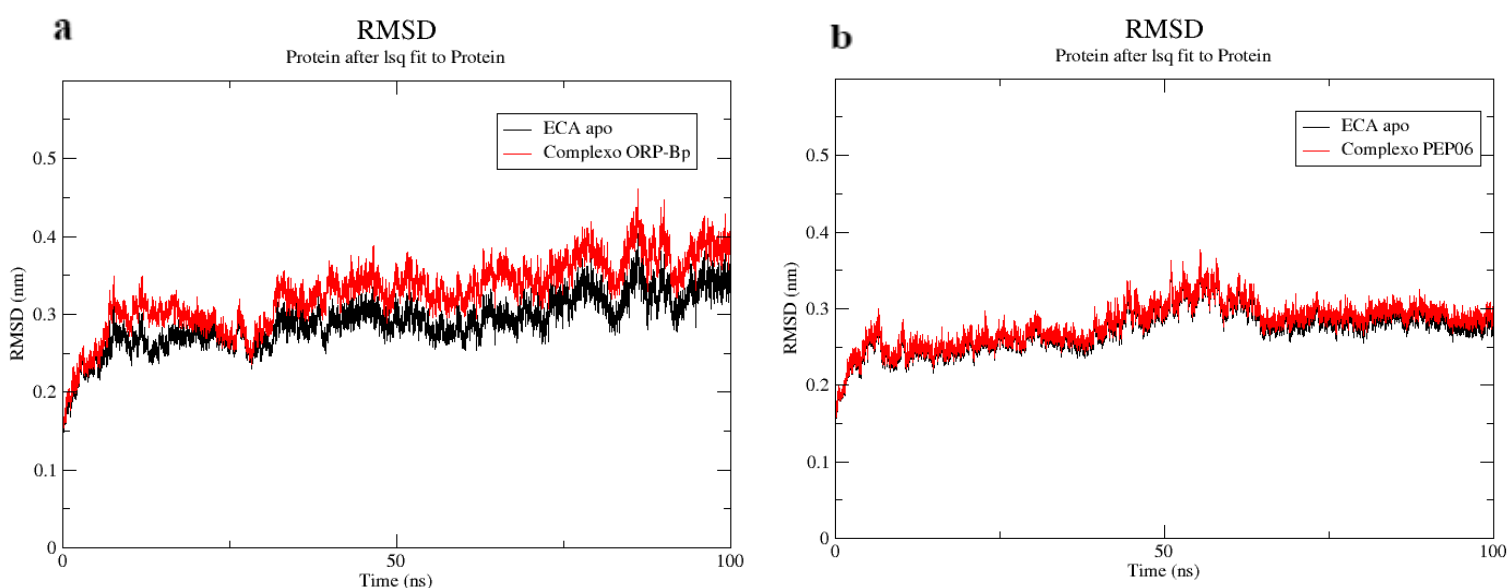 a
RMSD
Protein after lsq fit to Protein
ECA apo
Complexo ORP-Bp
RMSD (nm)
0.5
0.4
0.3
0.2
0.1
0
0
50
100
Time (ns)
b
RMSD
Protein after lsq fit to Protein
ECA apo
Complexo PEP06
RMSD (nm)
0.5
0.4
0.3
0.2
0.1
0
0
50
100
Time (ns)